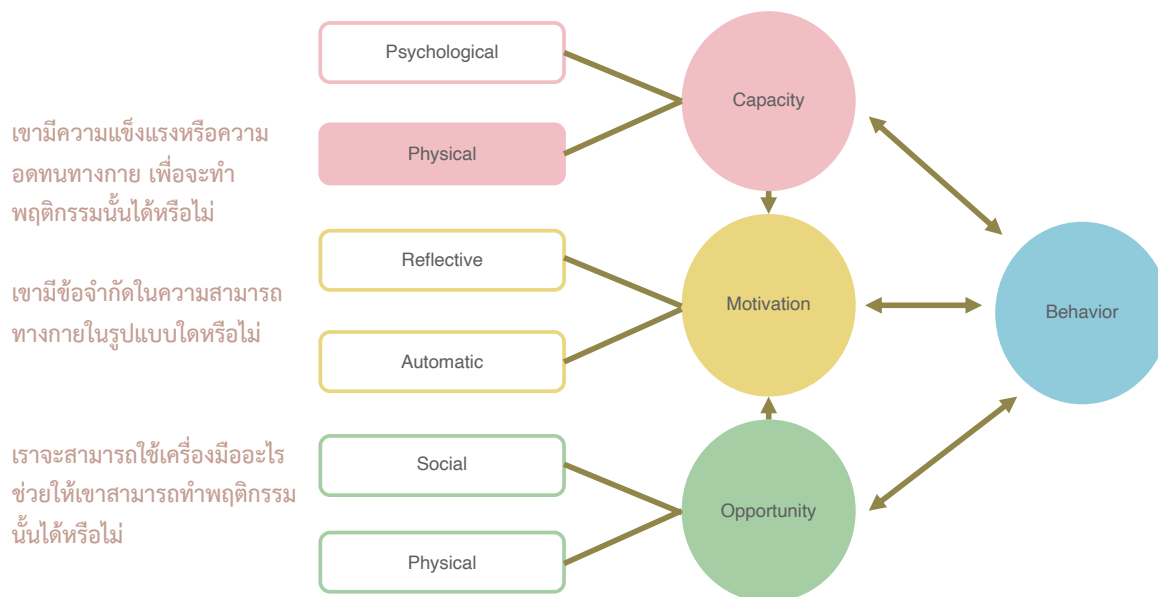 Psychological
Capacity
เขามีความแข็งแรงหรือความ
อดทนทางกาย เพื่อจะทำ
พฤติกรรมนั้นได้หรือไม่
Physical
Reflective
เขามีข้อจำกัดในความสามารถ
ทางกายในรูปแบบใดหรือไม่
Motivation
Behavior
Automatic
เราจะสามารถใช้เครื่องมืออะไร
ช่วยให้เขาสามารถทำพฤติกรรม
นั้นได้หรือไม่
Social
Opportunity
Physical